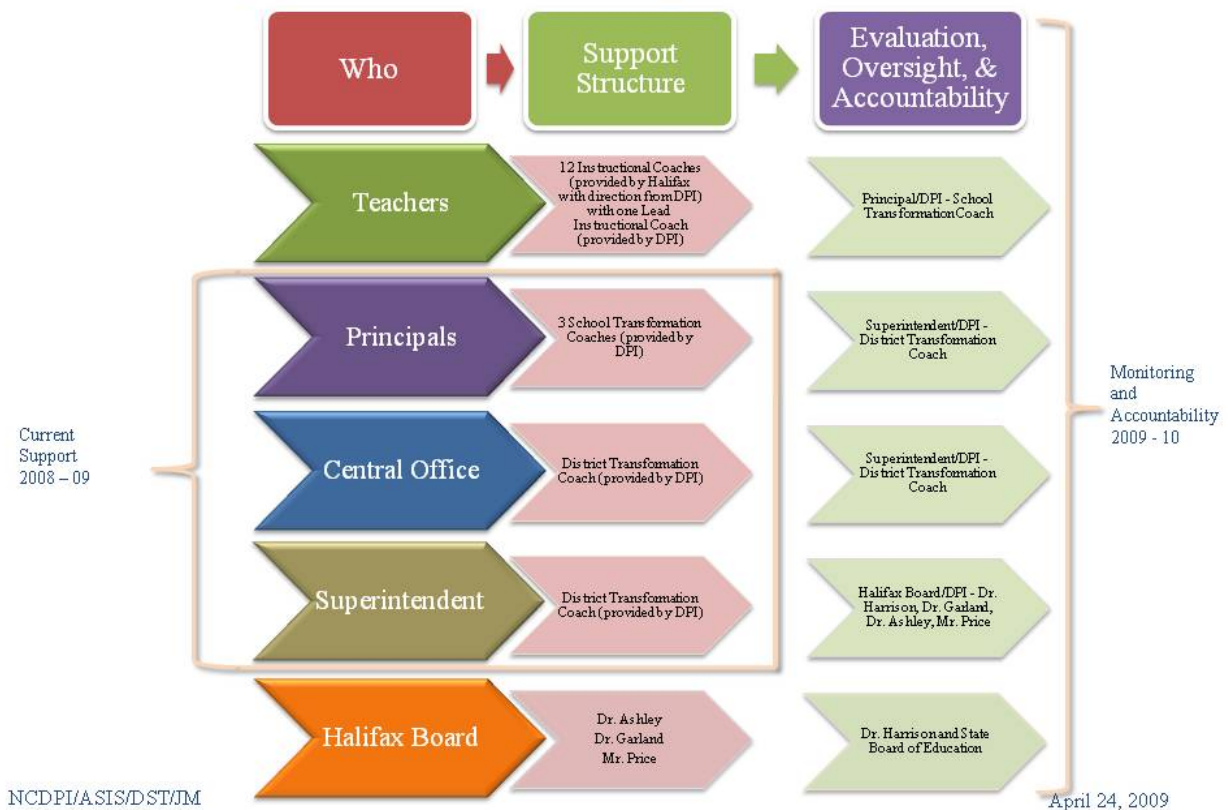 Who
Support
Structure
Evaluation,
Oversight, &
Accountability
Teachers
12 Instructional Coaches
(provided by Halifax
with direction from DPI)
with one Lead
Instructional Coach
(provided by DPI)
Principal/DPI - School
Transformation Coach
Principals
3 School Transformation
Coaches (provided by
DPI)
Superintendent/DPI -
District Transformation
Coach
Central Office
District Transformation
Coach (provided by DPI)
Superintendent/DPI -
District Transformation
Coach
Superintendent
District Transformation
Coach (provided by DPI)
Halifax Board/DPI - Dr.
Harrison, Dr. Garland,
Dr. Ashley, Mr. Price
Halifax Board
Dr. Ashley
Dr. Garland
Mr. Price
Dr. Harrison and State
Board of Education
Current
Support
2008 – 09
Monitoring
and
Accountability
2009 - 10
NCDPI/ASIS/DST/JM
April 24, 2009